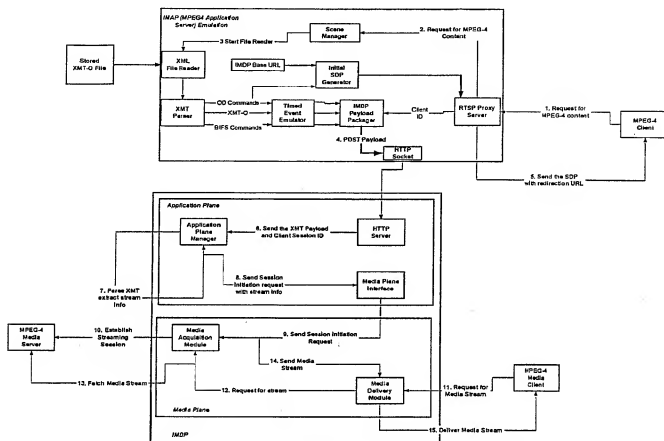 IMAP (MPEG4 Application
Server) Emulation
Scene
Manager
2. Request for MPEG-4
Content
3 Start File Reader
Stored
XMT-O File
XML
File Reader
IMDP Base URL
Initial
SDP
Generator
XMT
Parser
OD Commands
XMT-O
BIFS Commands
Timed
Event
Emulator
IMDP
Payload
Packager
Client
ID
RTSP Proxy
Server
1. Request for
MPEG-4 content
MPEG-4
Client
4. POST Payload
HTTP
Socket
5. Send the SDP
with redirection URL
Application Plane
Application
Plane
Manager
6. Send the XMT Payload
and Client Session ID
HTTP
Server
7. Parse XMT
extract stream
Info
8. Send Session
Initiation request
with stream info
Media Plane
Interface
MPEG-4
Media
Server
10. Establish
Streaming
Session
Media
Acquisition
Module
9. Send Session Initiation
Request
14. Send Media
Stream
13. Fetch Media Stream
12. Request for stream
Media
Delivery
Module
11. Request for
Media Stream
MPEG-4
Media
Client
Media Plane
15. Deliver Media Stream
IMDP